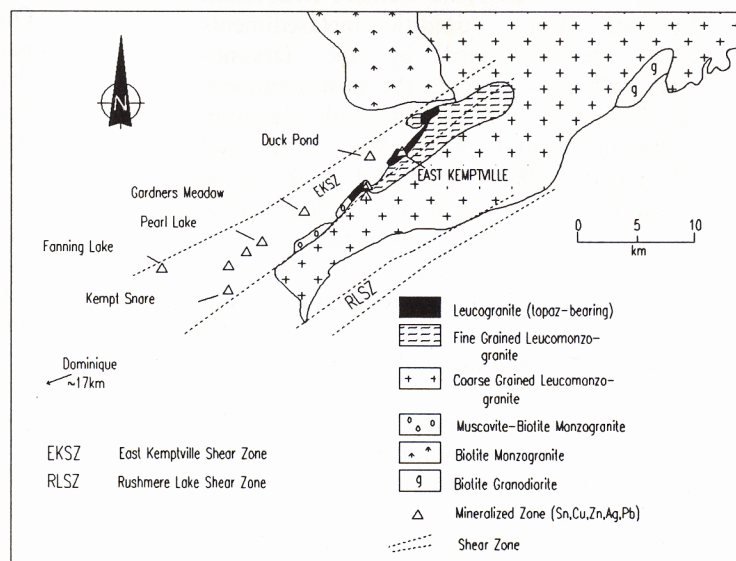 N
g
g
Duck Pond
EKSZ
EAST KEMPTVILLE
Gardners Meadow
Pearl Lake
Fanning Lake
Kempt Snare
RLSZ
0 5 10
km
Dominique
~17km
EKSZ East Kemptville Shear Zone
RLSZ Rushmere Lake Shear Zone
Leucogranite (topaz-bearing)
Fine Grained Leucomonzo-
granite
Coarse Grained Leucomonzo-
granite
Muscavite-Biotite Monzogranite
Biotite Monzogranite
g Biotite Granodiorite
Mineralized Zone (Sn,Cu,Zn,Ag,Pb)
Shear Zone